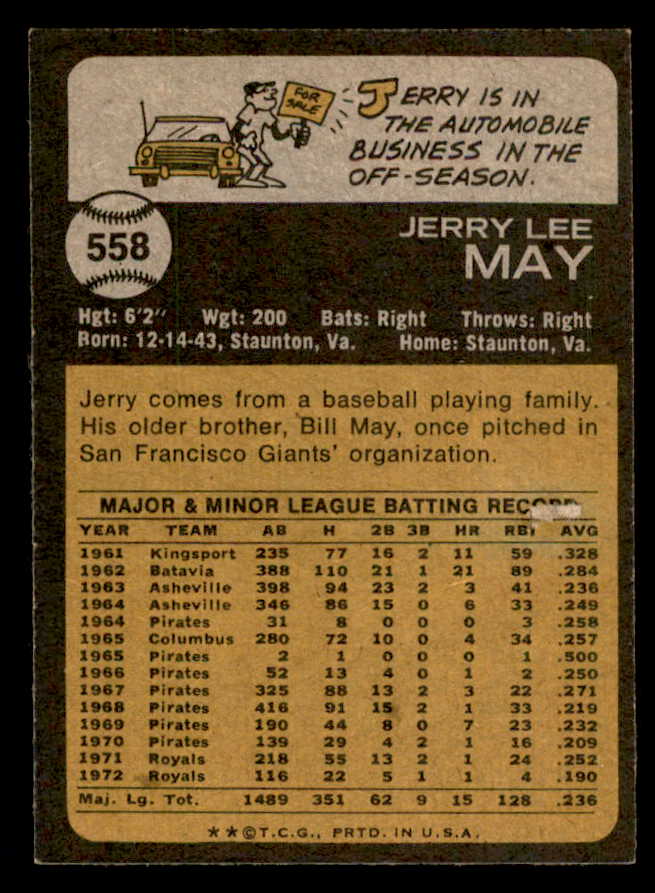 FOR SALE
JERRY IS IN
THE AUTOMOBILE
BUSINESS IN THE
OFF-SEASON.
558
JERRY LEE
MAY
Hgt: 6'2" Wgt: 200 Bats: Right Throws: Right
Born: 12-14-43, Staunton, Va. Home: Staunton, Va.
Jerry comes from a baseball playing family.
His older brother, Bill May, once pitched in
San Francisco Giants' organization.
MAJOR & MINOR LEAGUE BATTING RECORD
YEAR TEAM AB H 2B 3B HR RBI AVG
1961 Kingsport 235 77 16 2 11 59 .328
1962 Batavia 388 110 21 1 21 89 .284
1963 Asheville 398 94 23 2 3 41 .236
1964 Asheville 346 86 15 0 6 33 .249
1964 Pirates 31 8 0 0 0 3 .258
1965 Columbus 280 72 10 0 4 34 .257
1965 Pirates 2 1 0 0 0 1 .500
1966 Pirates 52 13 4 0 1 2 .250
1967 Pirates 325 88 13 2 3 22 .271
1968 Pirates 416 91 15 2 1 33 .219
1969 Pirates 190 44 8 0 7 23 .232
1970 Pirates 139 29 4 2 1 16 .209
1971 Royals 218 55 13 2 1 24 .252
1972 Royals 116 22 5 1 1 4 .190
Maj. Lg. Tot. 1489 351 62 9 15 128 .236
★★©T.C.G., PRTD. IN U.S.A.